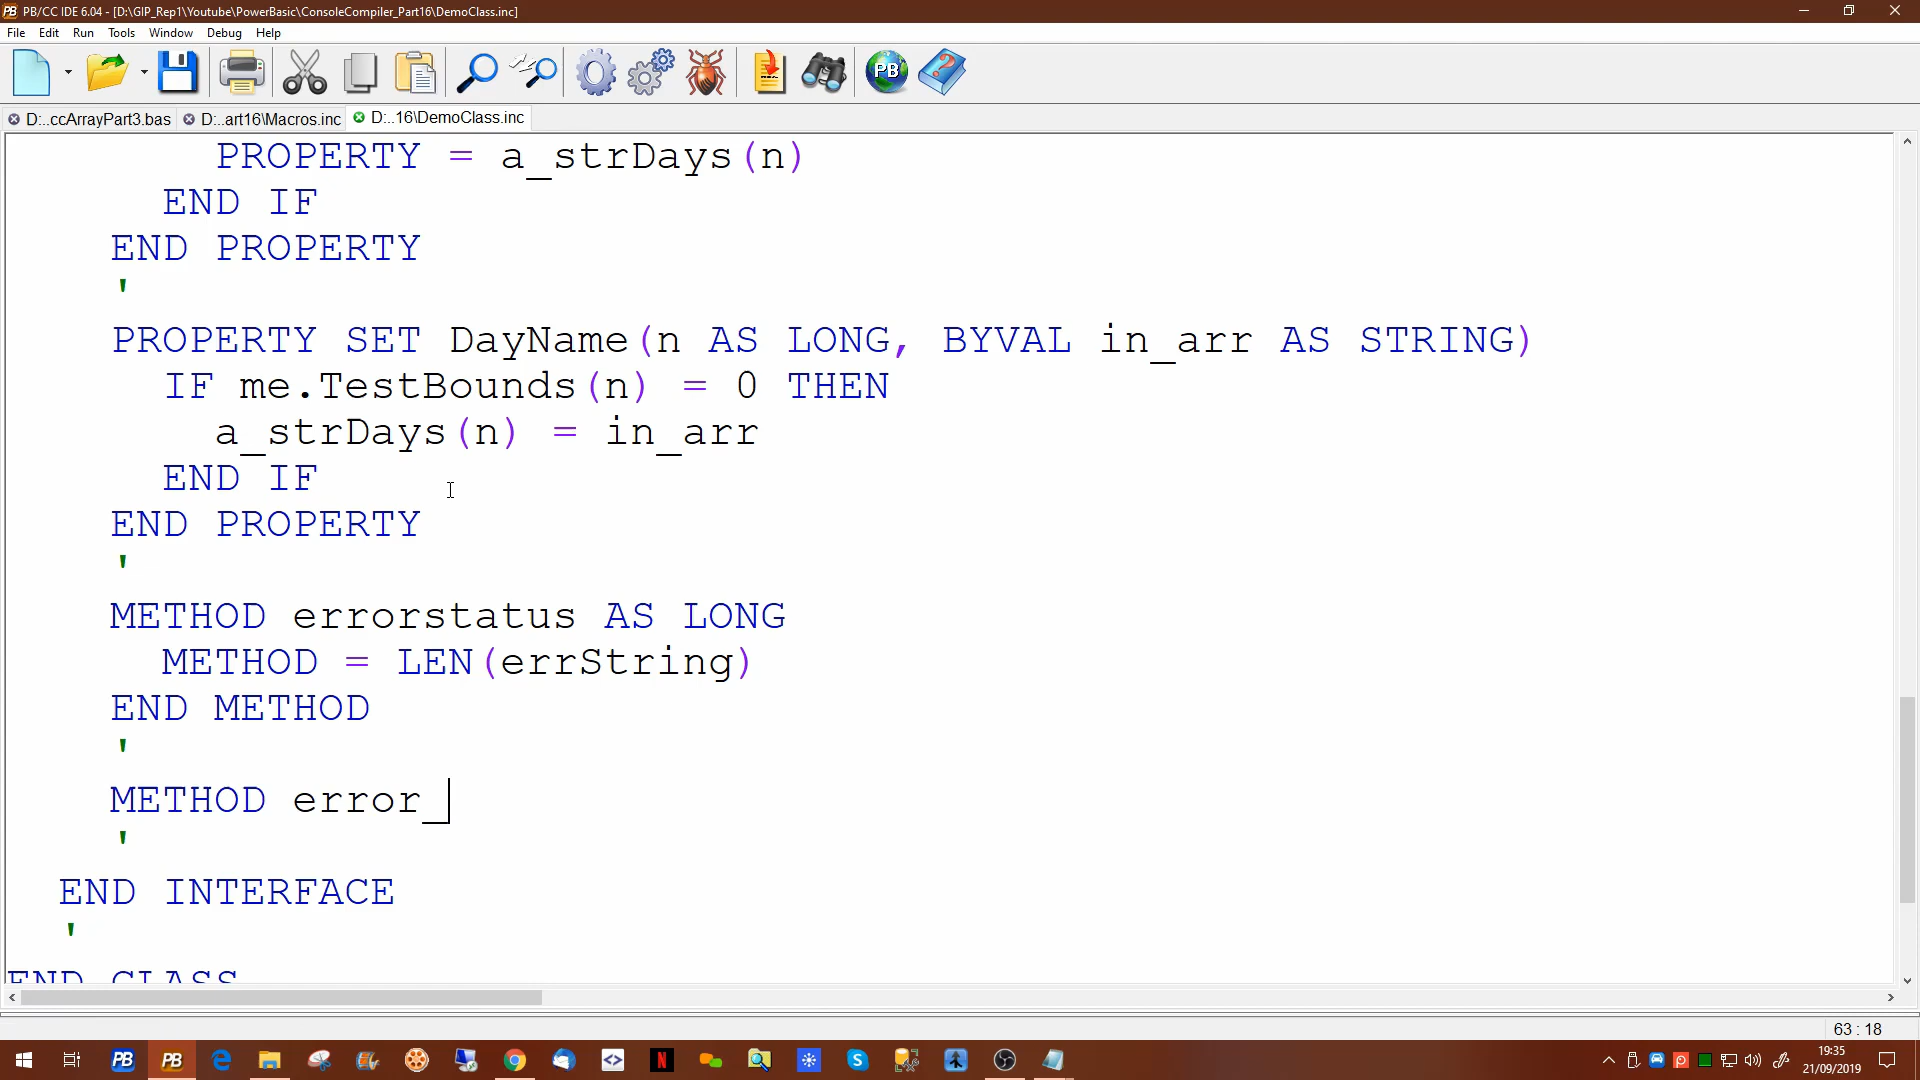 PB/CC IDE 6.04 - [D:\GIP_Rep1\Youtube\PowerBasic\ConsoleCompiler_Part16\DemoClass.inc]
File Edit Run Tools Window Debug Help
D:..ccArrayPart3.bas D:..art16\Macros.inc D:..16\DemoClass.inc
PROPERTY = a_strDays(n)
END IF
END PROPERTY
'
PROPERTY SET DayName(n AS LONG, BYVAL in_arr AS STRING)
IF me.TestBounds(n) = 0 THEN
a_strDays(n) = in_arr
END IF
END PROPERTY
'
METHOD errorstatus AS LONG
METHOD = LEN(errString)
END METHOD
'
METHOD error_
'
END INTERFACE
'
END CLASS
63 : 18
19:35
21/09/2019